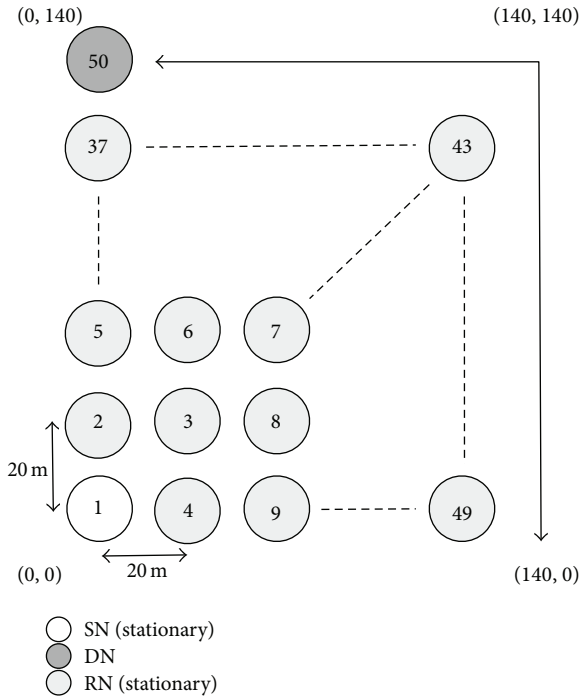 (0, 140) (140, 140)
50
37 43
5 6 7
2 3 8
20 m
1 4 9 49
20 m
(0, 0) (140, 0)
SN (stationary)
DN
RN (stationary)